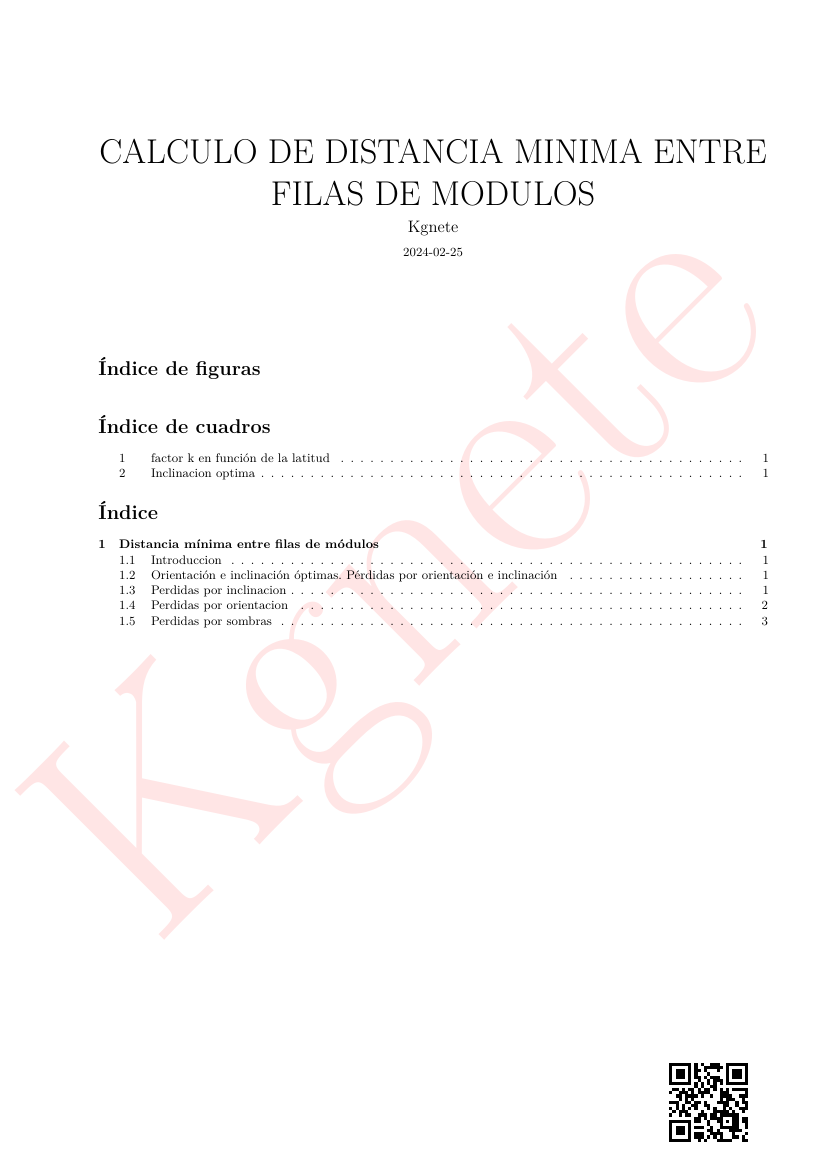 CALCULO DE DISTANCIA MINIMA ENTRE
FILAS DE MODULOS
Kgnete
2024-02-25
Índice de figuras
Índice de cuadros
1 factor k en función de la latitud . . . . . . . . . . . . . . . . . . . . . . . . . . . . . . . . . . . . . . . . . 1
2 Inclinacion optima . . . . . . . . . . . . . . . . . . . . . . . . . . . . . . . . . . . . . . . . . . . . . . . . . 1
Índice
1 Distancia mínima entre filas de módulos 1
1.1 Introduccion . . . . . . . . . . . . . . . . . . . . . . . . . . . . . . . . . . . . . . . . . . . . . . . . . . . . 1
1.2 Orientación e inclinación óptimas. Pérdidas por orientación e inclinación . . . . . . . . . . . . . . . . . . 1
1.3 Perdidas por inclinacion . . . . . . . . . . . . . . . . . . . . . . . . . . . . . . . . . . . . . . . . . . . . . . 1
1.4 Perdidas por orientacion . . . . . . . . . . . . . . . . . . . . . . . . . . . . . . . . . . . . . . . . . . . . . 2
1.5 Perdidas por sombras . . . . . . . . . . . . . . . . . . . . . . . . . . . . . . . . . . . . . . . . . . . . . . . 3
Kgnete